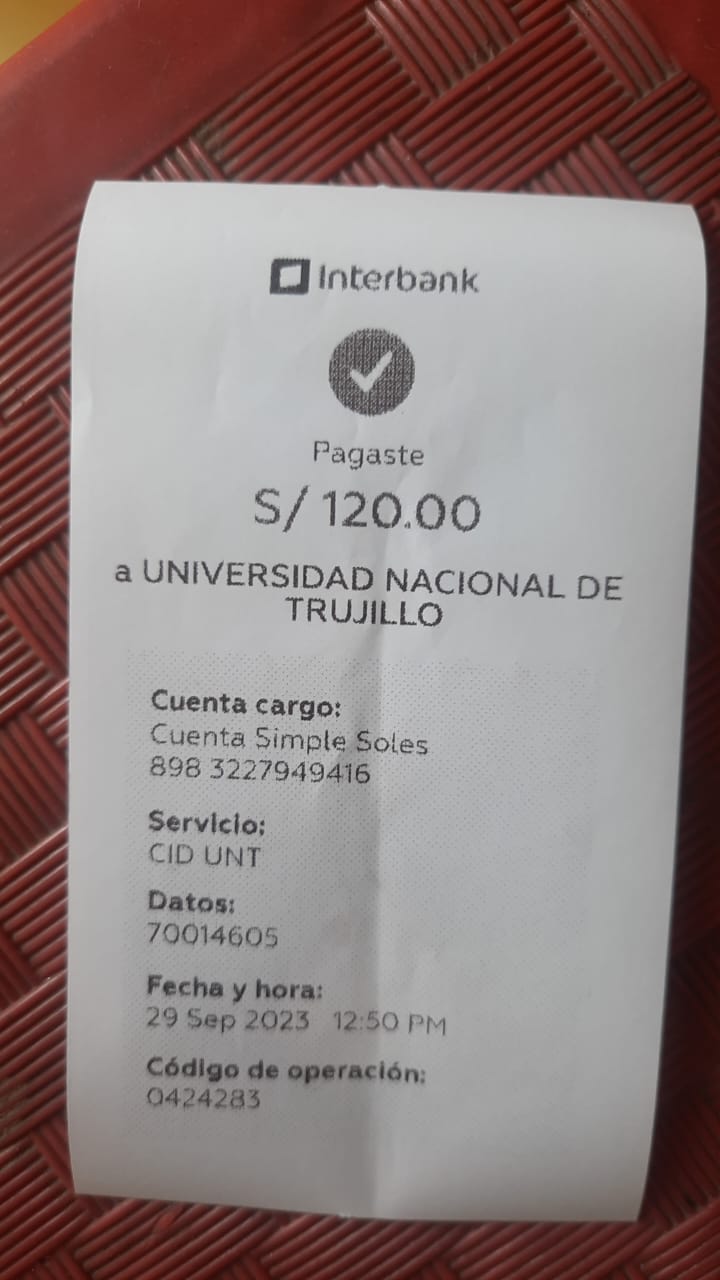 Interbank
Pagaste
S/ 120.00
a UNIVERSIDAD NACIONAL DE
TRUJILLO
Cuenta cargo:
Cuenta Simple Soles
898 3227949416
Servicio:
CID UNT
Datos:
70014605
Fecha y hora:
29 Sep 2023 12:50 PM
Código de operación:
0424283